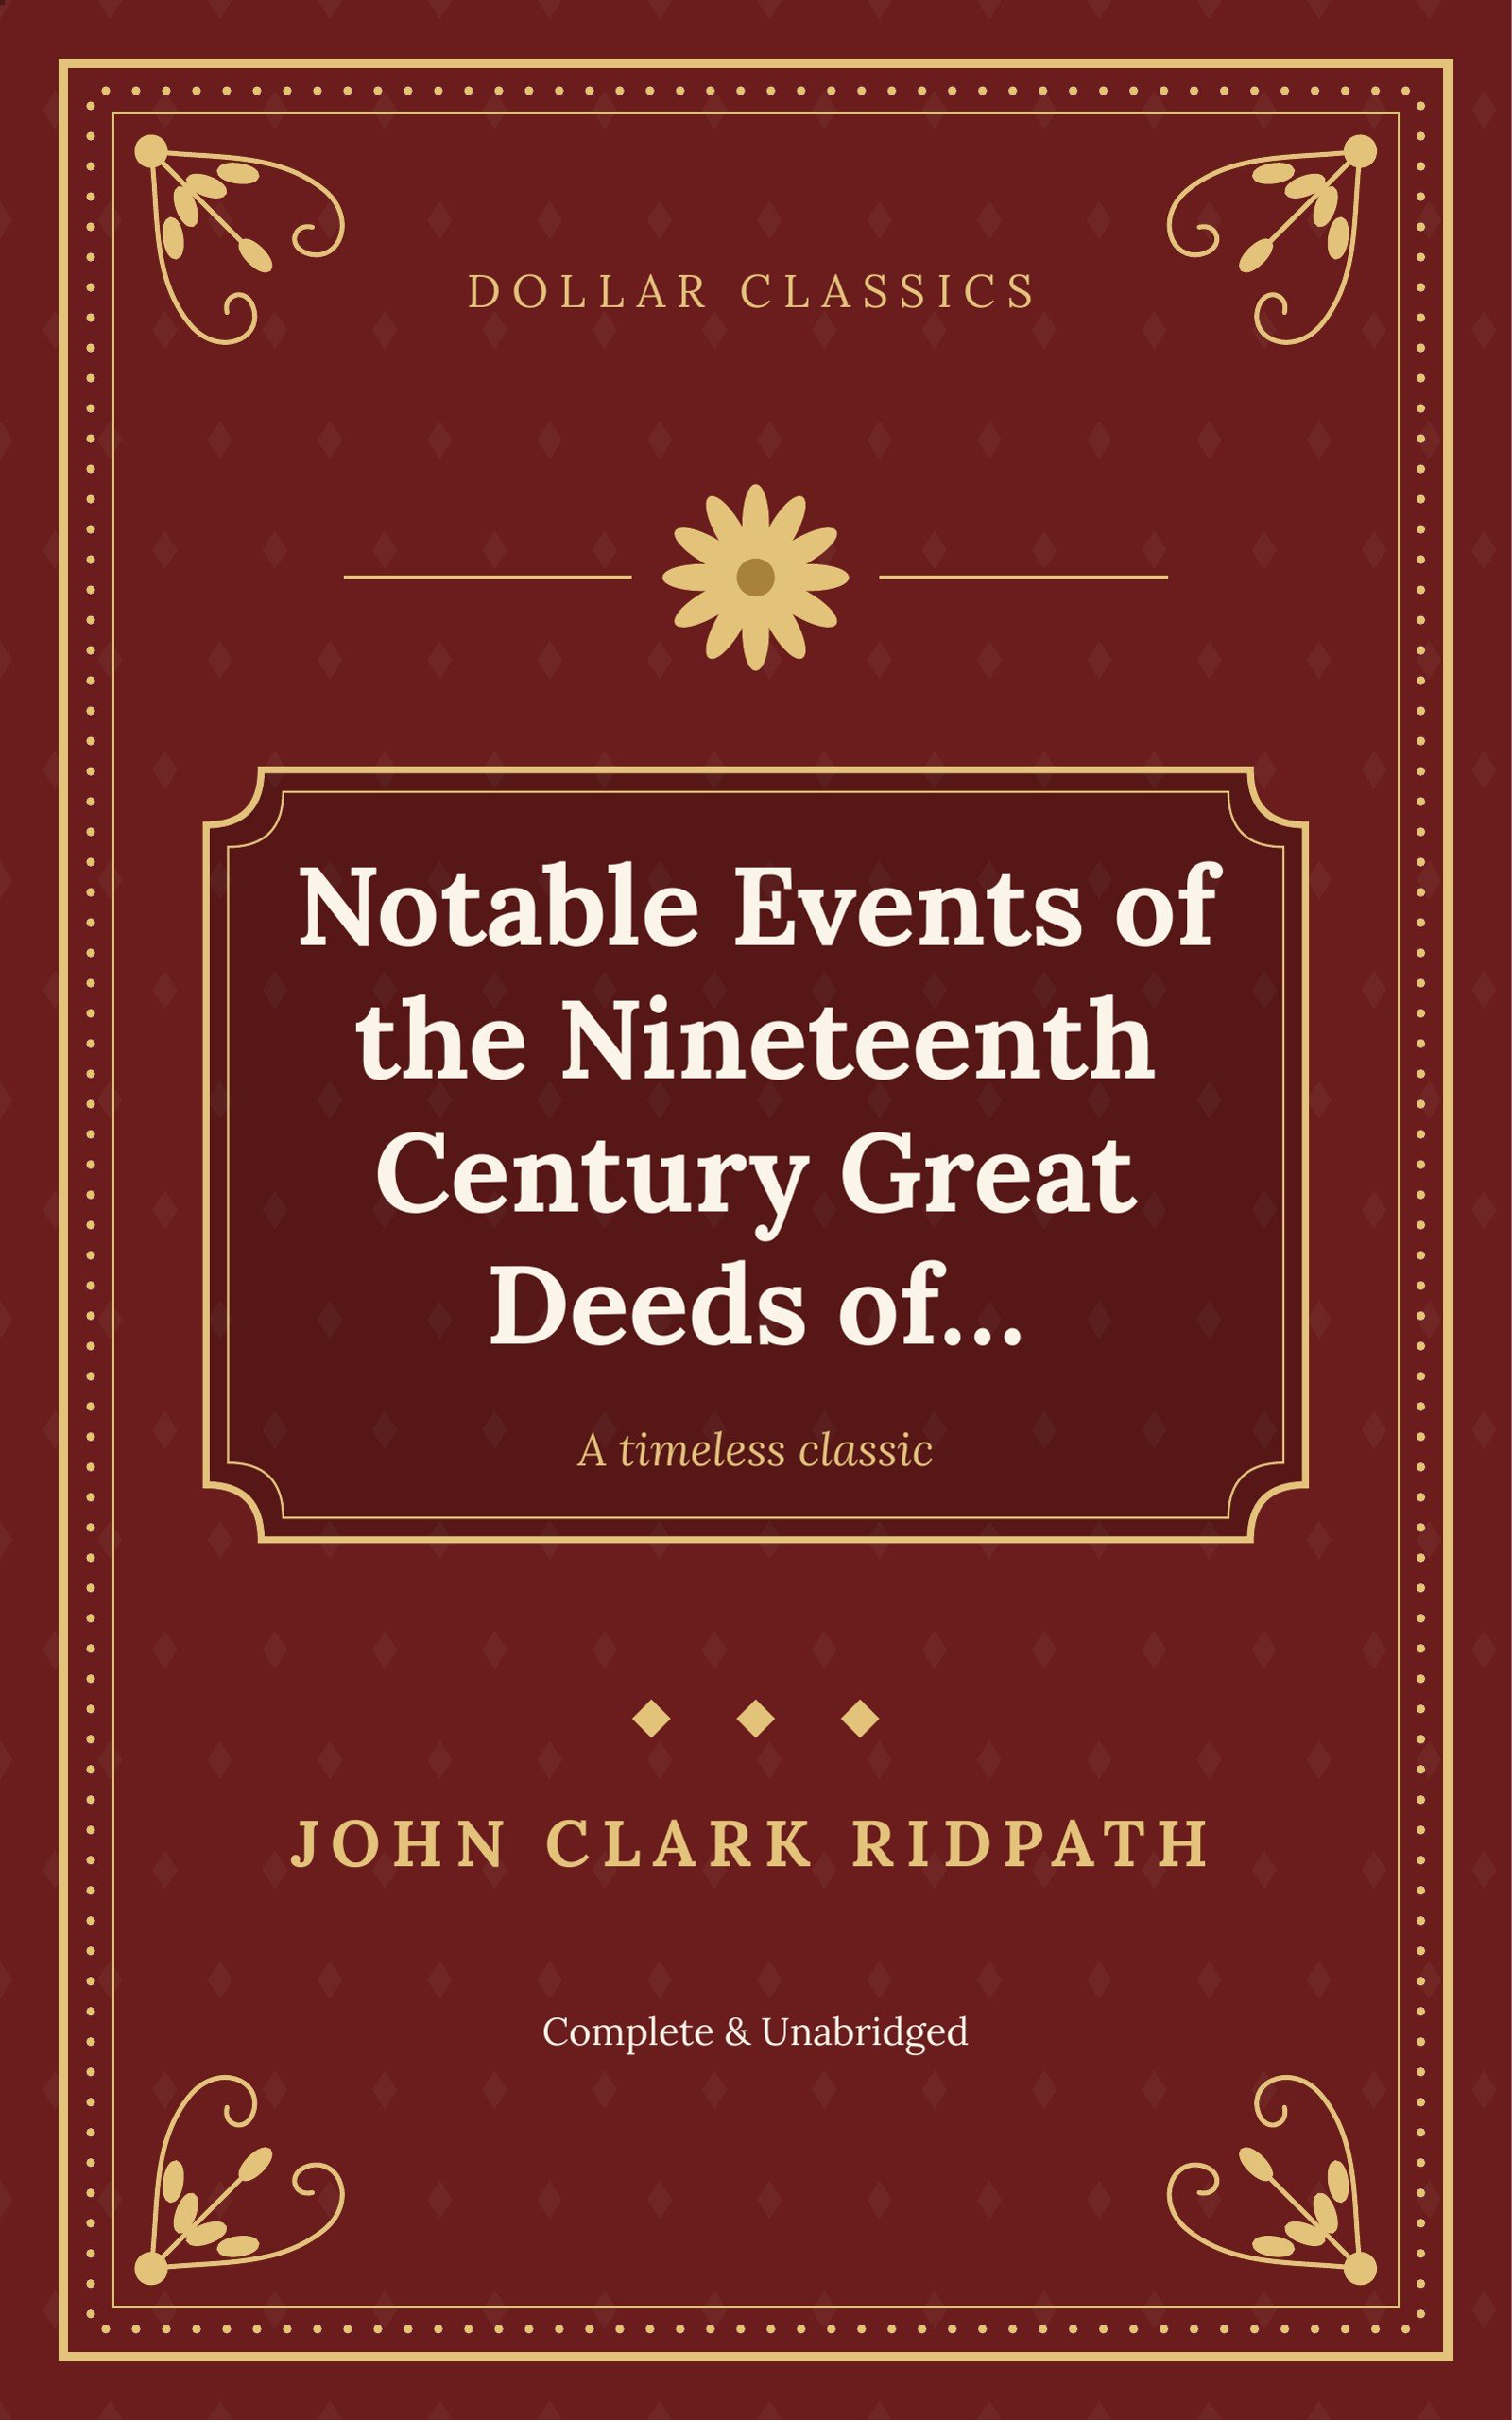 DOLLAR CLASSICS
Notable Events of
the Nineteenth
Century Great
Deeds of...
A timeless classic
JOHN CLARK RIDPATH
Complete & Unabridged